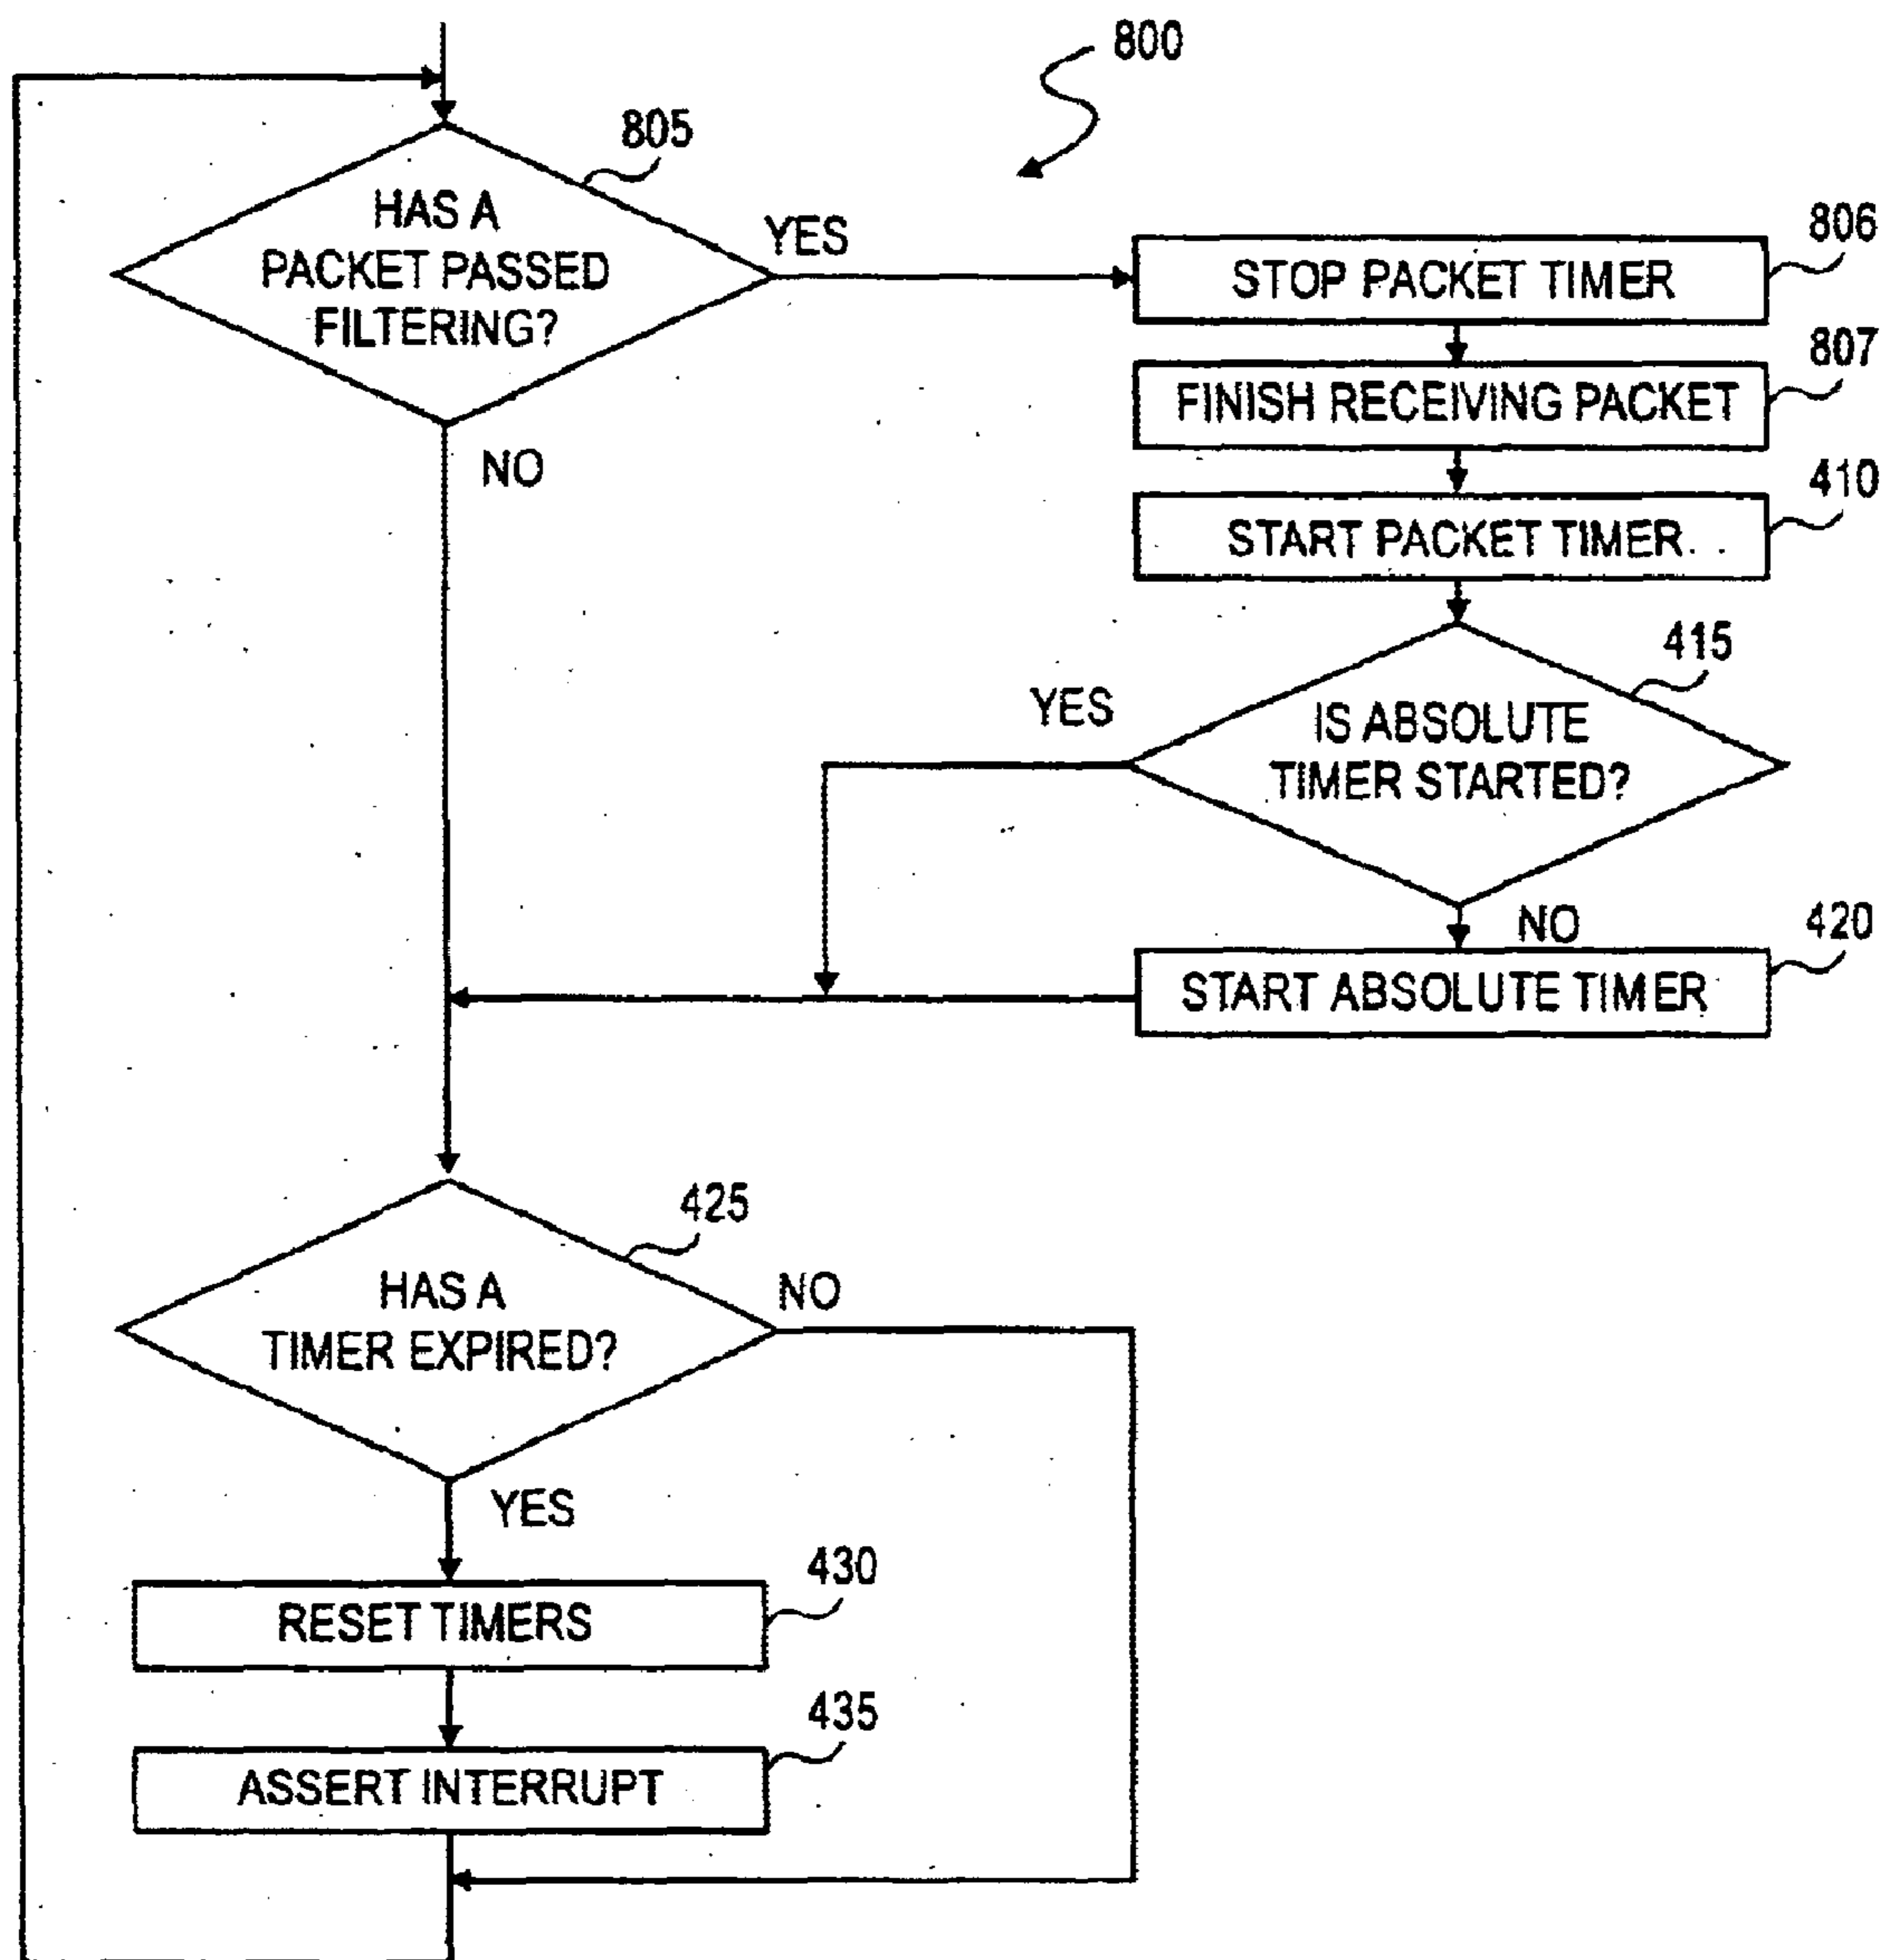 800
805
HAS A
PACKET PASSED
FILTERING?
YES
NO
806
STOP PACKET TIMER
807
FINISH RECEIVING PACKET
410
START PACKET TIMER
415
IS ABSOLUTE
TIMER STARTED?
YES
NO
420
START ABSOLUTE TIMER
425
HAS A
TIMER EXPIRED?
NO
YES
430
RESET TIMERS
435
ASSERT INTERRUPT